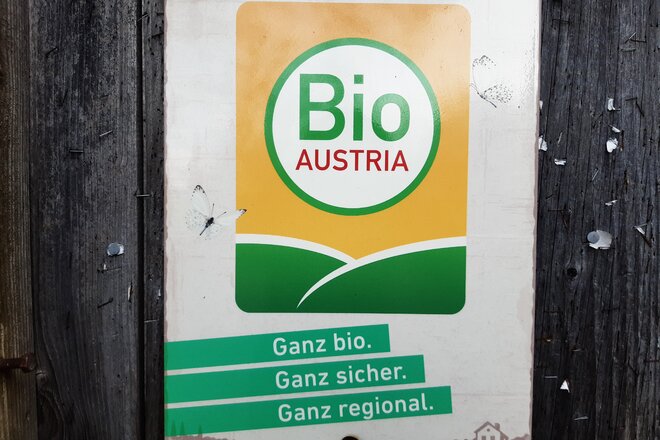 Bio
AUSTRIA
Ganz bio.
Ganz sicher.
Ganz regional.